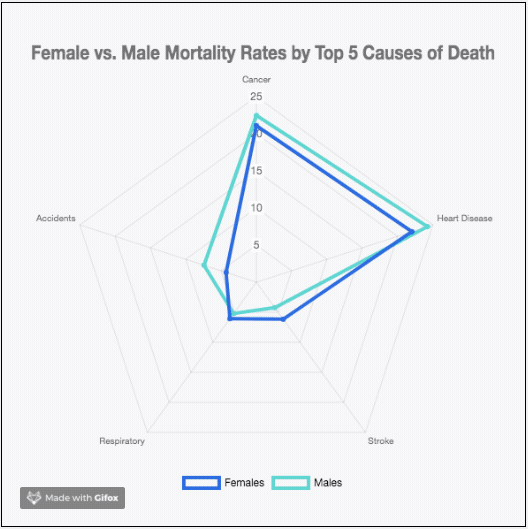 Female vs. Male Mortality Rates by Top 5 Causes of Death
Cancer
25
15
10
5
Accidents
Heart Disease
Respiratory
Stroke
Females
Males
Made with Gifox